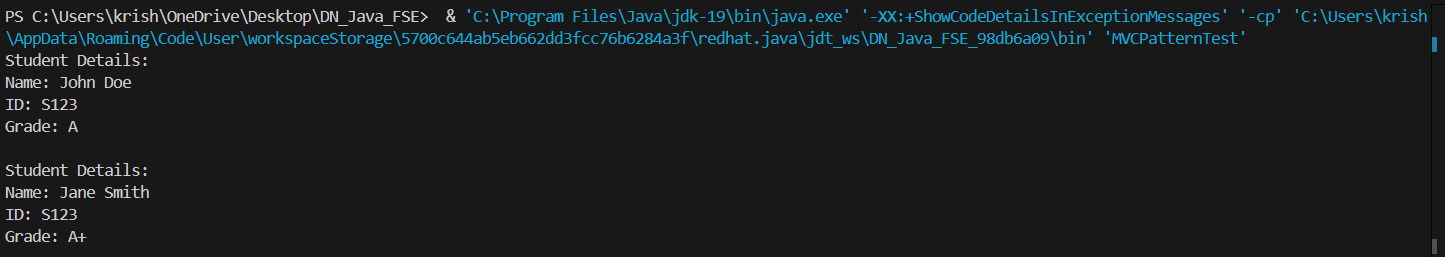 PS C:\Users\krish\OneDrive\Desktop\DN_Java_FSE>  & 'C:\Program Files\Java\jdk-19\bin\java.exe' '-XX:+ShowCodeDetailsInExceptionMessages' '-cp' 'C:\Users\krish
\AppData\Roaming\Code\User\workspaceStorage\5700c644ab5eb662dd3fcc76b6284a3f\redhat.java\jdt_ws\DN_Java_FSE_98db6a09\bin' 'MVCPatternTest'
Student Details:
Name: John Doe
ID: S123
Grade: A

Student Details:
Name: Jane Smith
ID: S123
Grade: A+